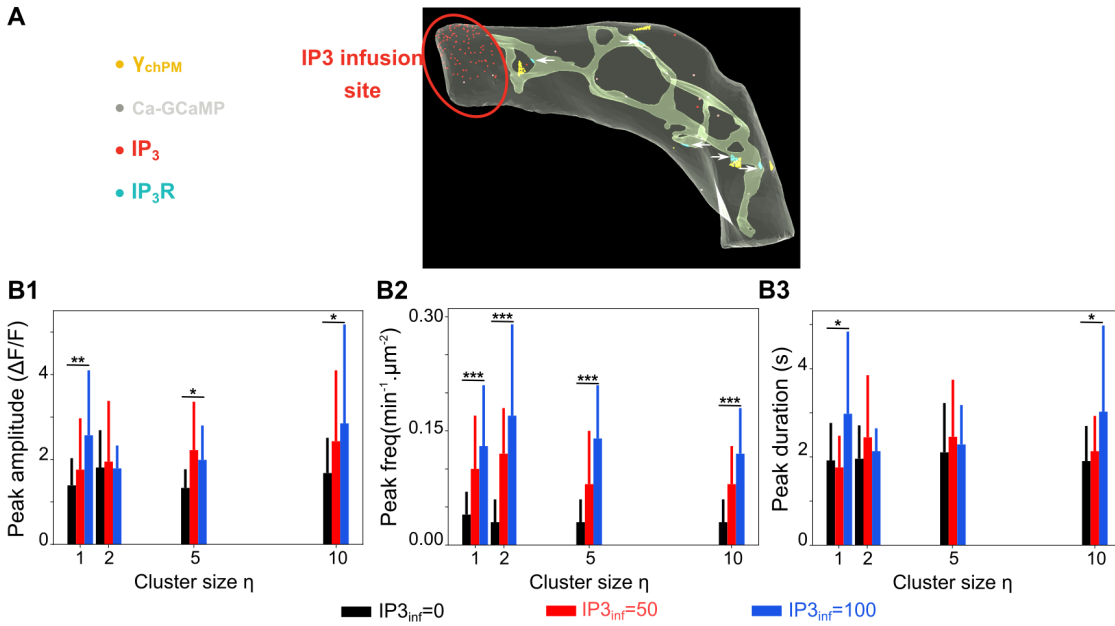 A
γchPM
Ca-GCaMP
IP3
IP3R
IP3 infusion
site
B1
B2
B3
Peak amplitude (ΔF/F)
4
2
0
**
*
*
1
2
5
10
Cluster size η
Peak freq(min-1.μm-2)
0.30
0.15
0.00
***
***
***
***
1
2
5
10
Cluster size η
Peak duration (s)
4
2
0
*
*
1
2
5
10
Cluster size η
IP3inf=0
IP3inf=50
IP3inf=100